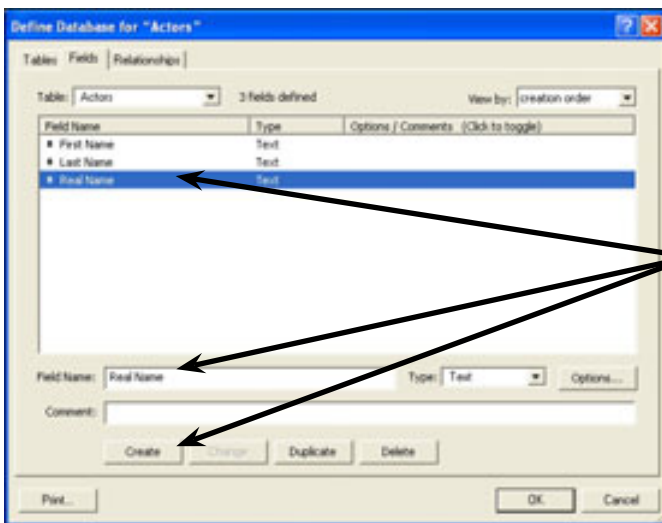 Define Database for "Actors"
Tables Fields Relationships
Table: Actors 3 fields defined View by: creation order
Field Name Type Options / Comments (Click to toggle)
First Name Text
Last Name Text
Real Name Text
Field Name: Real Name Type: Text Options...
Comment:
Create Change Duplicate Delete
Print... OK Cancel